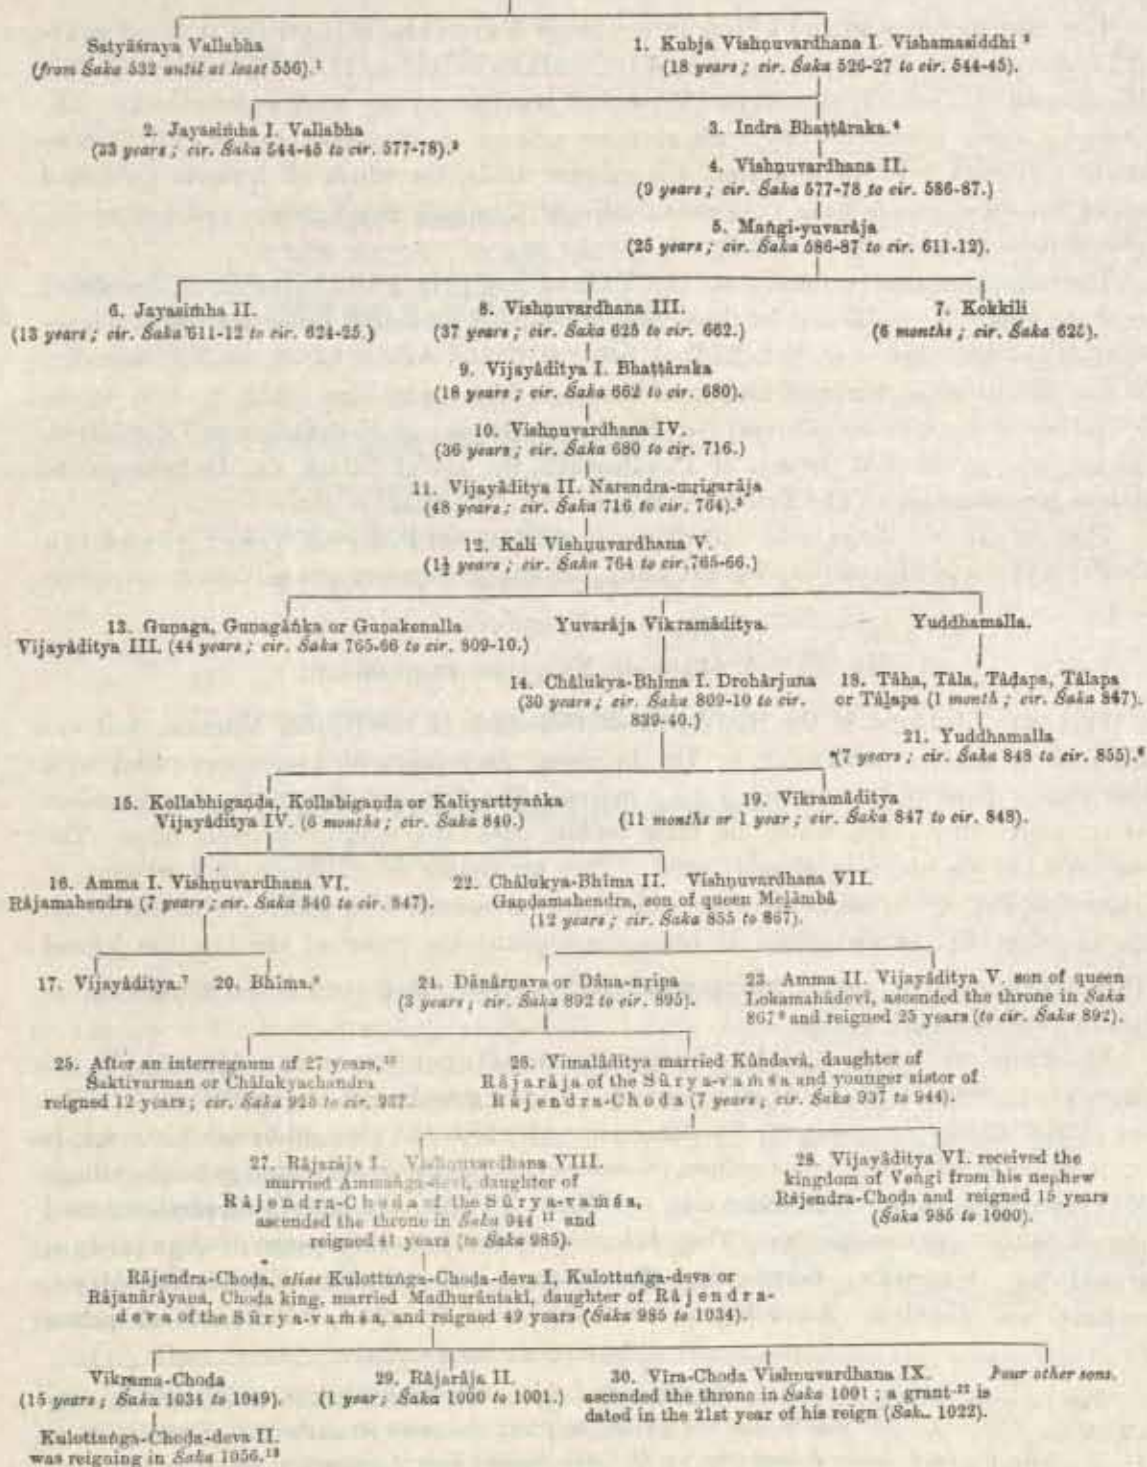 Satyâśraya Vallabha
(from Śaka 532 until at least 556).¹
1. Kubja Vishṇuvardhana I. Vishamasiddhi ²
(18 years; cir. Śaka 526-27 to cir. 544-45).
2. Jayasiṁha I. Vallabha
(33 years; cir. Śaka 544-45 to cir. 577-78).³
3. Indra Bhaṭṭâraka.⁴
4. Vishṇuvardhana II.
(9 years; cir. Śaka 577-78 to cir. 586-87.)
5. Maṅgi-yuvarâja
(25 years; cir. Śaka 586-87 to cir. 611-12).
6. Jayasiṁha II.
(13 years; cir. Śaka 611-12 to cir. 624-25.)
8. Vishṇuvardhana III.
(37 years; cir. Śaka 625 to cir. 662.)
7. Kokkili
(6 months; cir. Śaka 625).
9. Vijayâditya I. Bhaṭṭâraka
(18 years; cir. Śaka 662 to cir. 680).
10. Vishṇuvardhana IV.
(36 years; cir. Śaka 680 to cir. 716.)
11. Vijayâditya II. Narendra-mṛigarâja
(48 years; cir. Śaka 716 to cir. 764).⁵
12. Kali Vishṇuvardhana V.
(1½ years; cir. Śaka 764 to cir. 765-66.)
13. Guṇaga, Guṇagâṅka or Guṇakenalla
Vijayâditya III. (44 years; cir. Śaka 765-66 to cir. 809-10.)
Yuvarâja Vikramâditya.
Yuddhamalla.
14. Châlukya-Bhîma I. Drohârjuna
(30 years; cir. Śaka 809-10 to cir.
839-40.)
18. Tâha, Tâla, Tâḍapa, Tâlapa
or Tâḷapa (1 month; cir. Śaka 847).
21. Yuddhamalla
(7 years; cir. Śaka 848 to cir. 855).⁶
15. Kollabhigaṇḍa, Kollabigaṇḍa or Kaliyarttyaṅka
Vijayâditya IV. (6 months; cir. Śaka 840.)
19. Vikramâditya
(11 months or 1 year; cir. Śaka 847 to cir. 848).
16. Amma I. Vishṇuvardhana VI.
Râjamahendra (7 years; cir. Śaka 840 to cir. 847).
22. Châlukya-Bhîma II. Vishṇuvardhana VII.
Gaṇḍamahendra, son of queen Meḷâmbâ
(12 years; cir. Śaka 855 to 867).
17. Vijayâditya.⁷ 20. Bhîma.⁸
24. Dânârṇava or Dâna-nṛipa
(3 years; cir. Śaka 892 to cir. 895).
23. Amma II. Vijayâditya V. son of queen
Lokamahâdevî, ascended the throne in Śaka
867⁹ and reigned 25 years (to cir. Śaka 892).
25. After an interregnum of 27 years,¹⁰
Śaktivarman or Châlukyachandra
reigned 12 years; cir. Śaka 925 to cir. 937.
26. Vimalâditya married Kûndavâ, daughter of
Râjarâja of the Sûrya-vaṁśa and younger sister of
Râjendra-Choḍa (7 years; cir. Śaka 937 to 944).
27. Râjarâja I. Vishṇuvardhana VIII.
married Ammaṅga-devî, daughter of
Râjendra-Choḍa of the Sûrya-vaṁśa,
ascended the throne in Śaka 944 ¹¹ and
reigned 41 years (to Śaka 985).
28. Vijayâditya VI. received the
kingdom of Veṅgî from his nephew
Râjendra-Choḍa and reigned 15 years
(Śaka 985 to 1000).
Râjendra-Choḍa, alias Kulottuṅga-Choḍa-deva I, Kulottuṅga-deva or
Râjanârâyaṇa, Choḍa king, married Madhurântakî, daughter of Râjendra-
deva of the Sûrya-vaṁśa, and reigned 49 years (Śaka 985 to 1034).
Vikrama-Choḍa
(15 years; Śaka 1034 to 1049).
29. Râjarâja II.
(1 year; Śaka 1000 to 1001.)
30. Vîra-Choḍa Vishṇuvardhana IX.
ascended the throne in Śaka 1001; a grant ¹² is
dated in the 21st year of his reign (Śak. 1022).
Four other sons.
Kulottuṅga-Choḍa-deva II.
was reigning in Śaka 1056.¹³